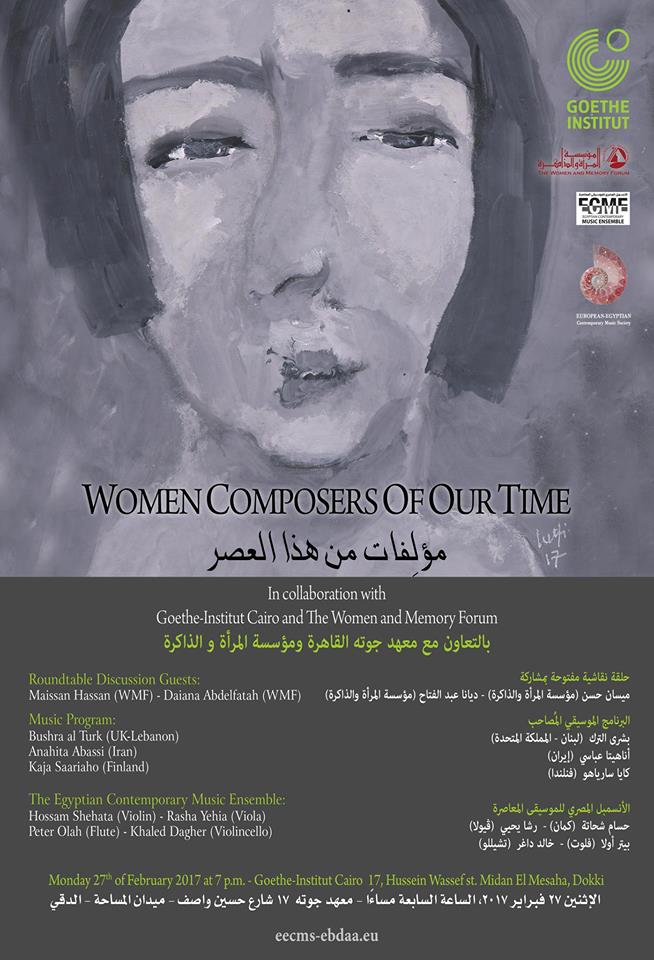 GOETHE
INSTITUT
المؤسسة
المرأة والذاكرة
THE WOMEN AND MEMORY FORUM
ECME
EGYPTIAN CONTEMPORARY
MUSIC ENSEMBLE
EUROPEAN-EGYPTIAN
Contemporary Music Society
WOMEN COMPOSERS OF OUR TIME
مؤلِفات من هذا العصر
lutfi
17
In collaboration with
Goethe-Institut Cairo and The Women and Memory Forum
بالتعاون مع معهد جوته القاهرة ومؤسسة المرأة و الذاكرة
Roundtable Discussion Guests:
Maissan Hassan (WMF) - Daiana Abdelfatah (WMF)
حلقة نقاشية مفتوحة بمشاركة
ميسان حسن (مؤسسة المرأة والذاكرة) - ديانا عبد الفتاح (مؤسسة المرأة والذاكرة)
Music Program:
Bushra al Turk (UK-Lebanon)
Anahita Abassi (Iran)
Kaja Saariaho (Finland)
البرنامج الموسيقي المُصاحب
بشرى الترك (لبنان - المملكة المتحدة)
أناهيتا عباسي (إيران)
كايا سارياهو (فنلندا)
The Egyptian Contemporary Music Ensemble:
Hossam Shehata (Violin) - Rasha Yehia (Viola)
Peter Olah (Flute) - Khaled Dagher (Violincello)
الأنسمبل المصري للموسيقى المعاصرة
حسام شحاتة (كمان) - رشا يحيي (ڤيولا)
بيتر أولا (فلوت) - خالد داغر (تشيللو)
Monday 27th of February 2017 at 7 p.m. - Goethe-Institut Cairo 17, Hussein Wassef st. Midan El Mesaha, Dokki
الإثنين ٢٧ فبراير ٢٠١٧، الساعة السابعة مساءًا – معهد جوته ١٧ شارع حسين واصف – ميدان المساحة – الدقي
eecms-ebdaa.eu